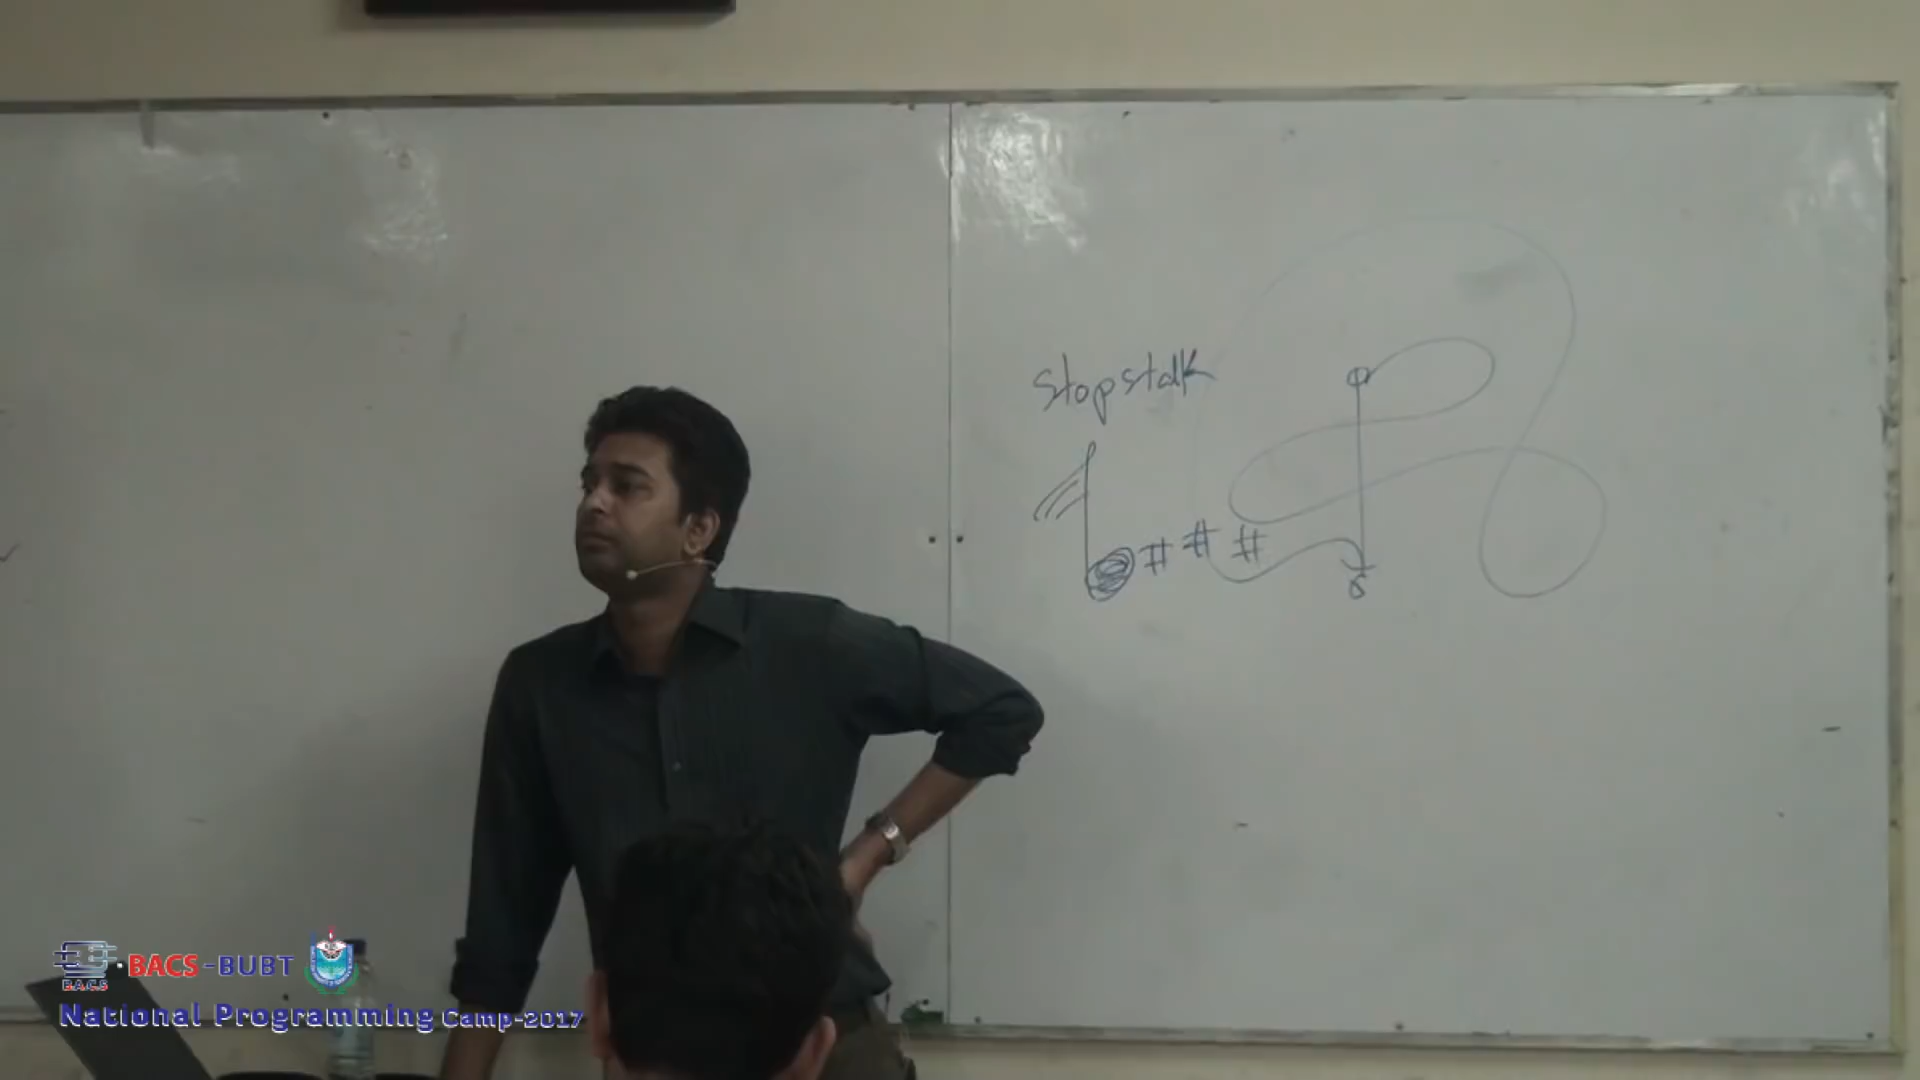 stopstalk
# # #
B.A.C.S
BACS-BUBT
National Programming Camp-2017